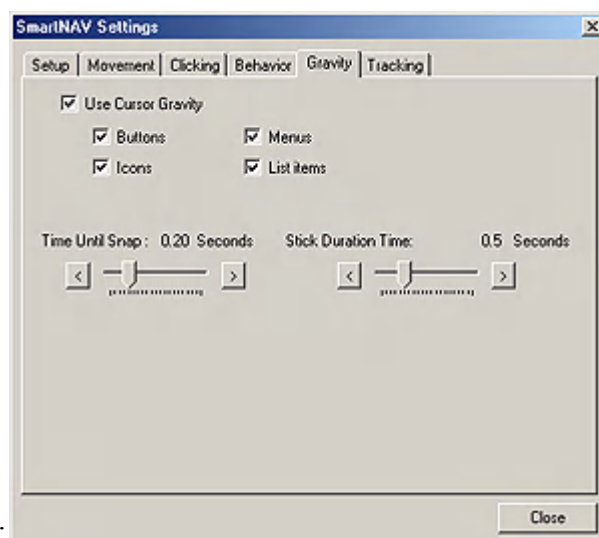 SmartNAV Settings
Setup Movement Clicking Behavior Gravity Tracking
Use Cursor Gravity
Buttons Menus
Icons List items
Time Until Snap : 0.20 Seconds Stick Duration Time: 0.5 Seconds
< > < >
Close